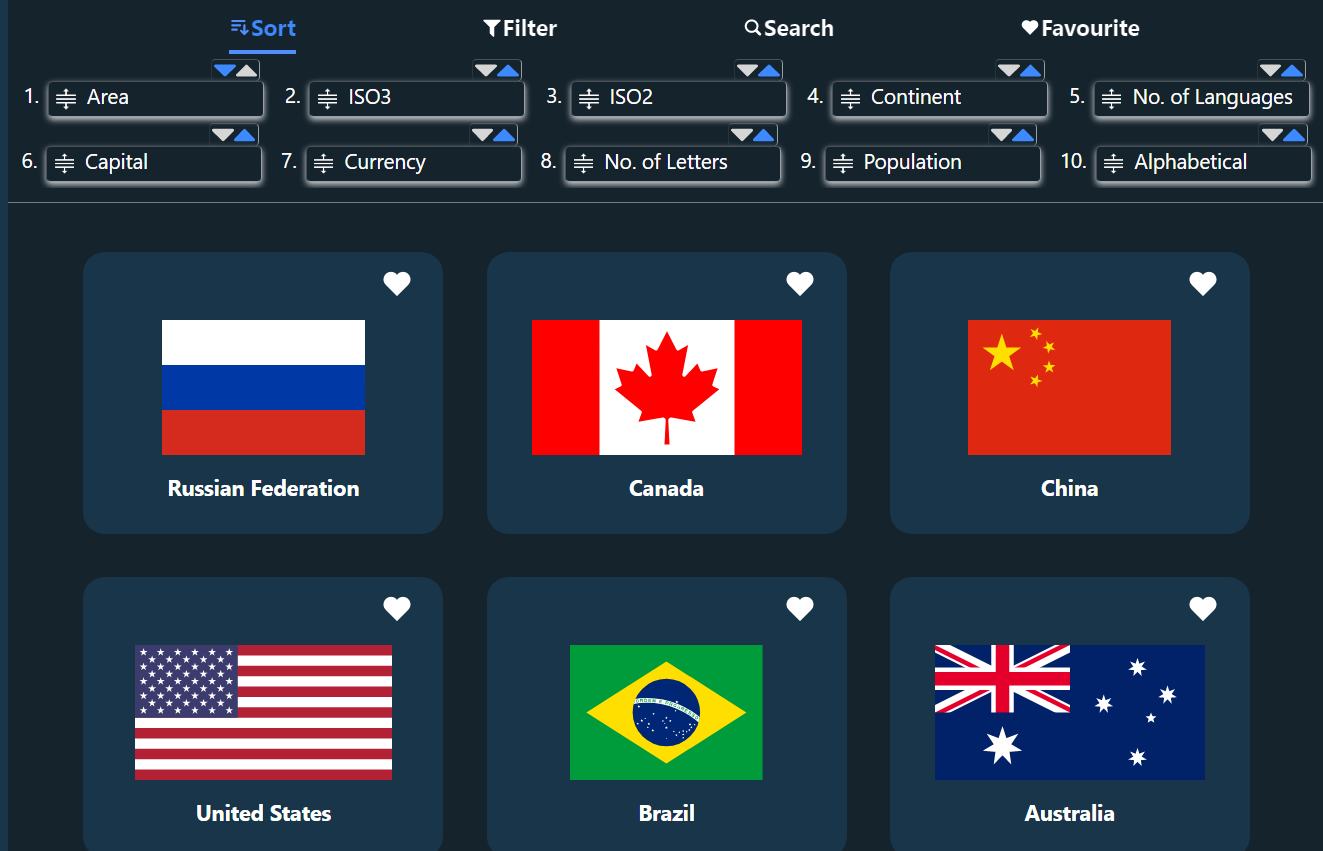 Sort Filter Search Favourite
1. Area 2. ISO3 3. ISO2 4. Continent 5. No. of Languages
6. Capital 7. Currency 8. No. of Letters 9. Population 10. Alphabetical
Russian Federation Canada China
United States Brazil Australia